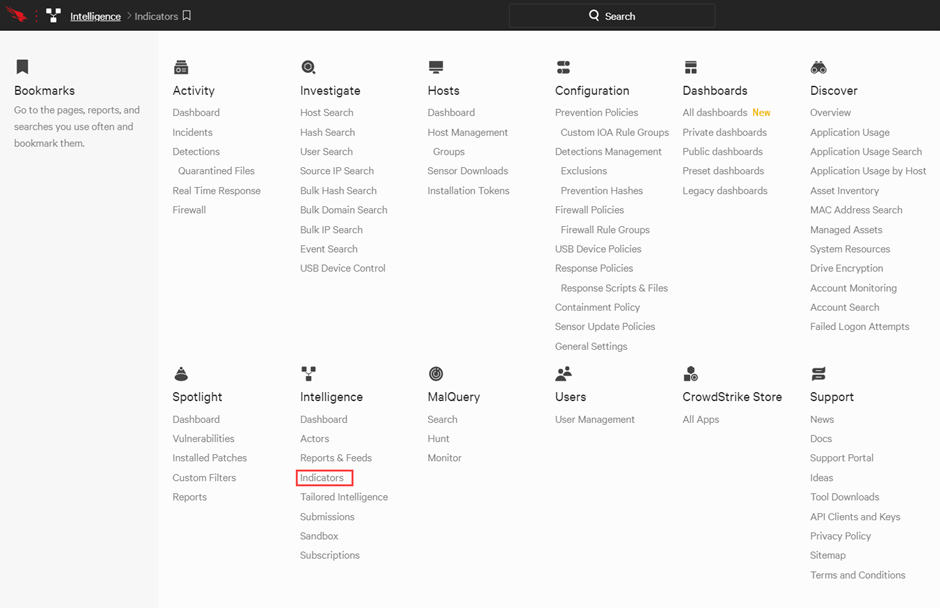 Intelligence > Indicators
Search
Bookmarks
Go to the pages, reports, and
searches you use often and
bookmark them.
Activity
Dashboard
Incidents
Detections
Quarantined Files
Real Time Response
Firewall
Investigate
Host Search
Hash Search
User Search
Source IP Search
Bulk Hash Search
Bulk Domain Search
Bulk IP Search
Event Search
USB Device Control
Hosts
Dashboard
Host Management
Groups
Sensor Downloads
Installation Tokens
Configuration
Prevention Policies
Custom IOA Rule Groups
Detections Management
Exclusions
Prevention Hashes
Firewall Policies
Firewall Rule Groups
USB Device Policies
Response Policies
Response Scripts & Files
Containment Policy
Sensor Update Policies
General Settings
Dashboards
All dashboards New
Private dashboards
Public dashboards
Preset dashboards
Legacy dashboards
Discover
Overview
Application Usage
Application Usage Search
Application Usage by Host
Asset Inventory
MAC Address Search
Managed Assets
System Resources
Drive Encryption
Account Monitoring
Account Search
Failed Logon Attempts
Spotlight
Dashboard
Vulnerabilities
Installed Patches
Custom Filters
Reports
Intelligence
Dashboard
Actors
Reports & Feeds
Indicators
Tailored Intelligence
Submissions
Sandbox
Subscriptions
MalQuery
Search
Hunt
Monitor
Users
User Management
CrowdStrike Store
All Apps
Support
News
Docs
Support Portal
Ideas
Tool Downloads
API Clients and Keys
Privacy Policy
Sitemap
Terms and Conditions